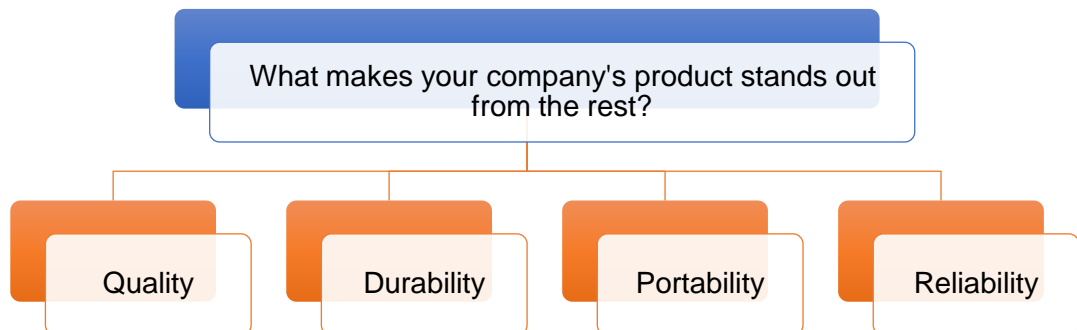 What makes your company's product stands out
from the rest?
Quality
Durability
Portability
Reliability